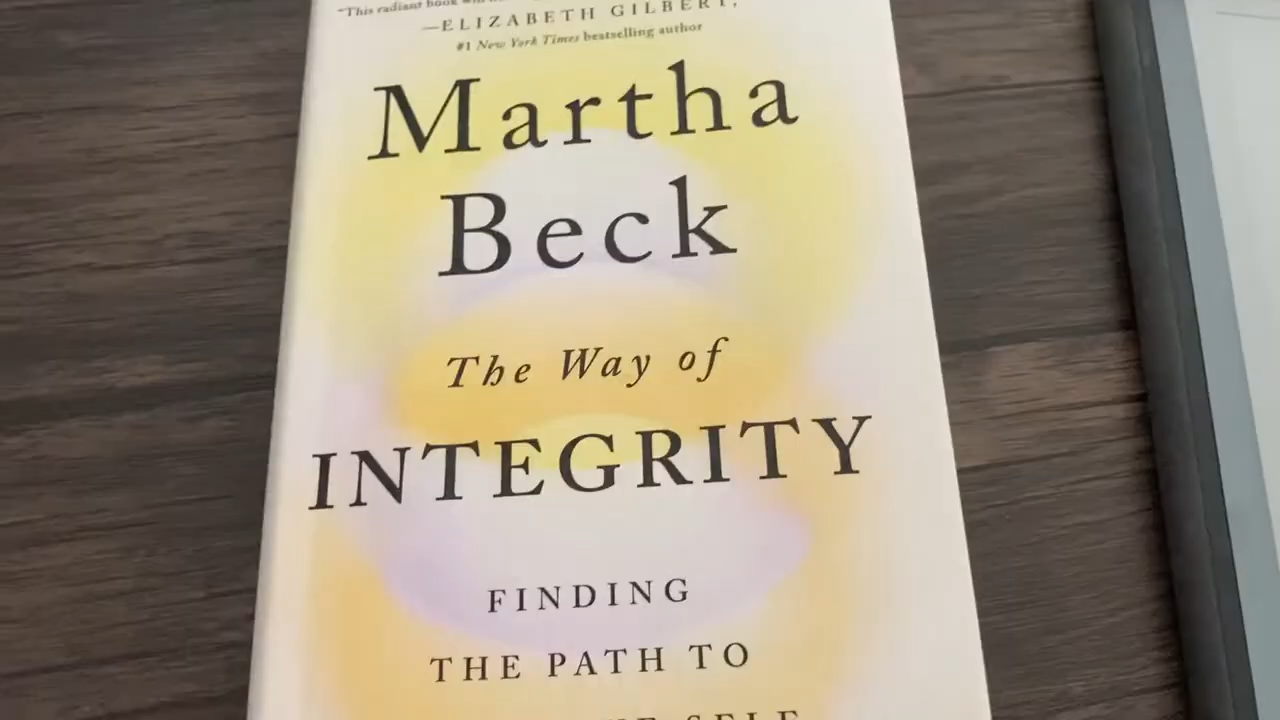 "This radiant book
—ELIZABETH GILBERT,
#1 New York Times bestselling author
Martha
Beck
The Way of
INTEGRITY
FINDING
THE PATH TO
SELF